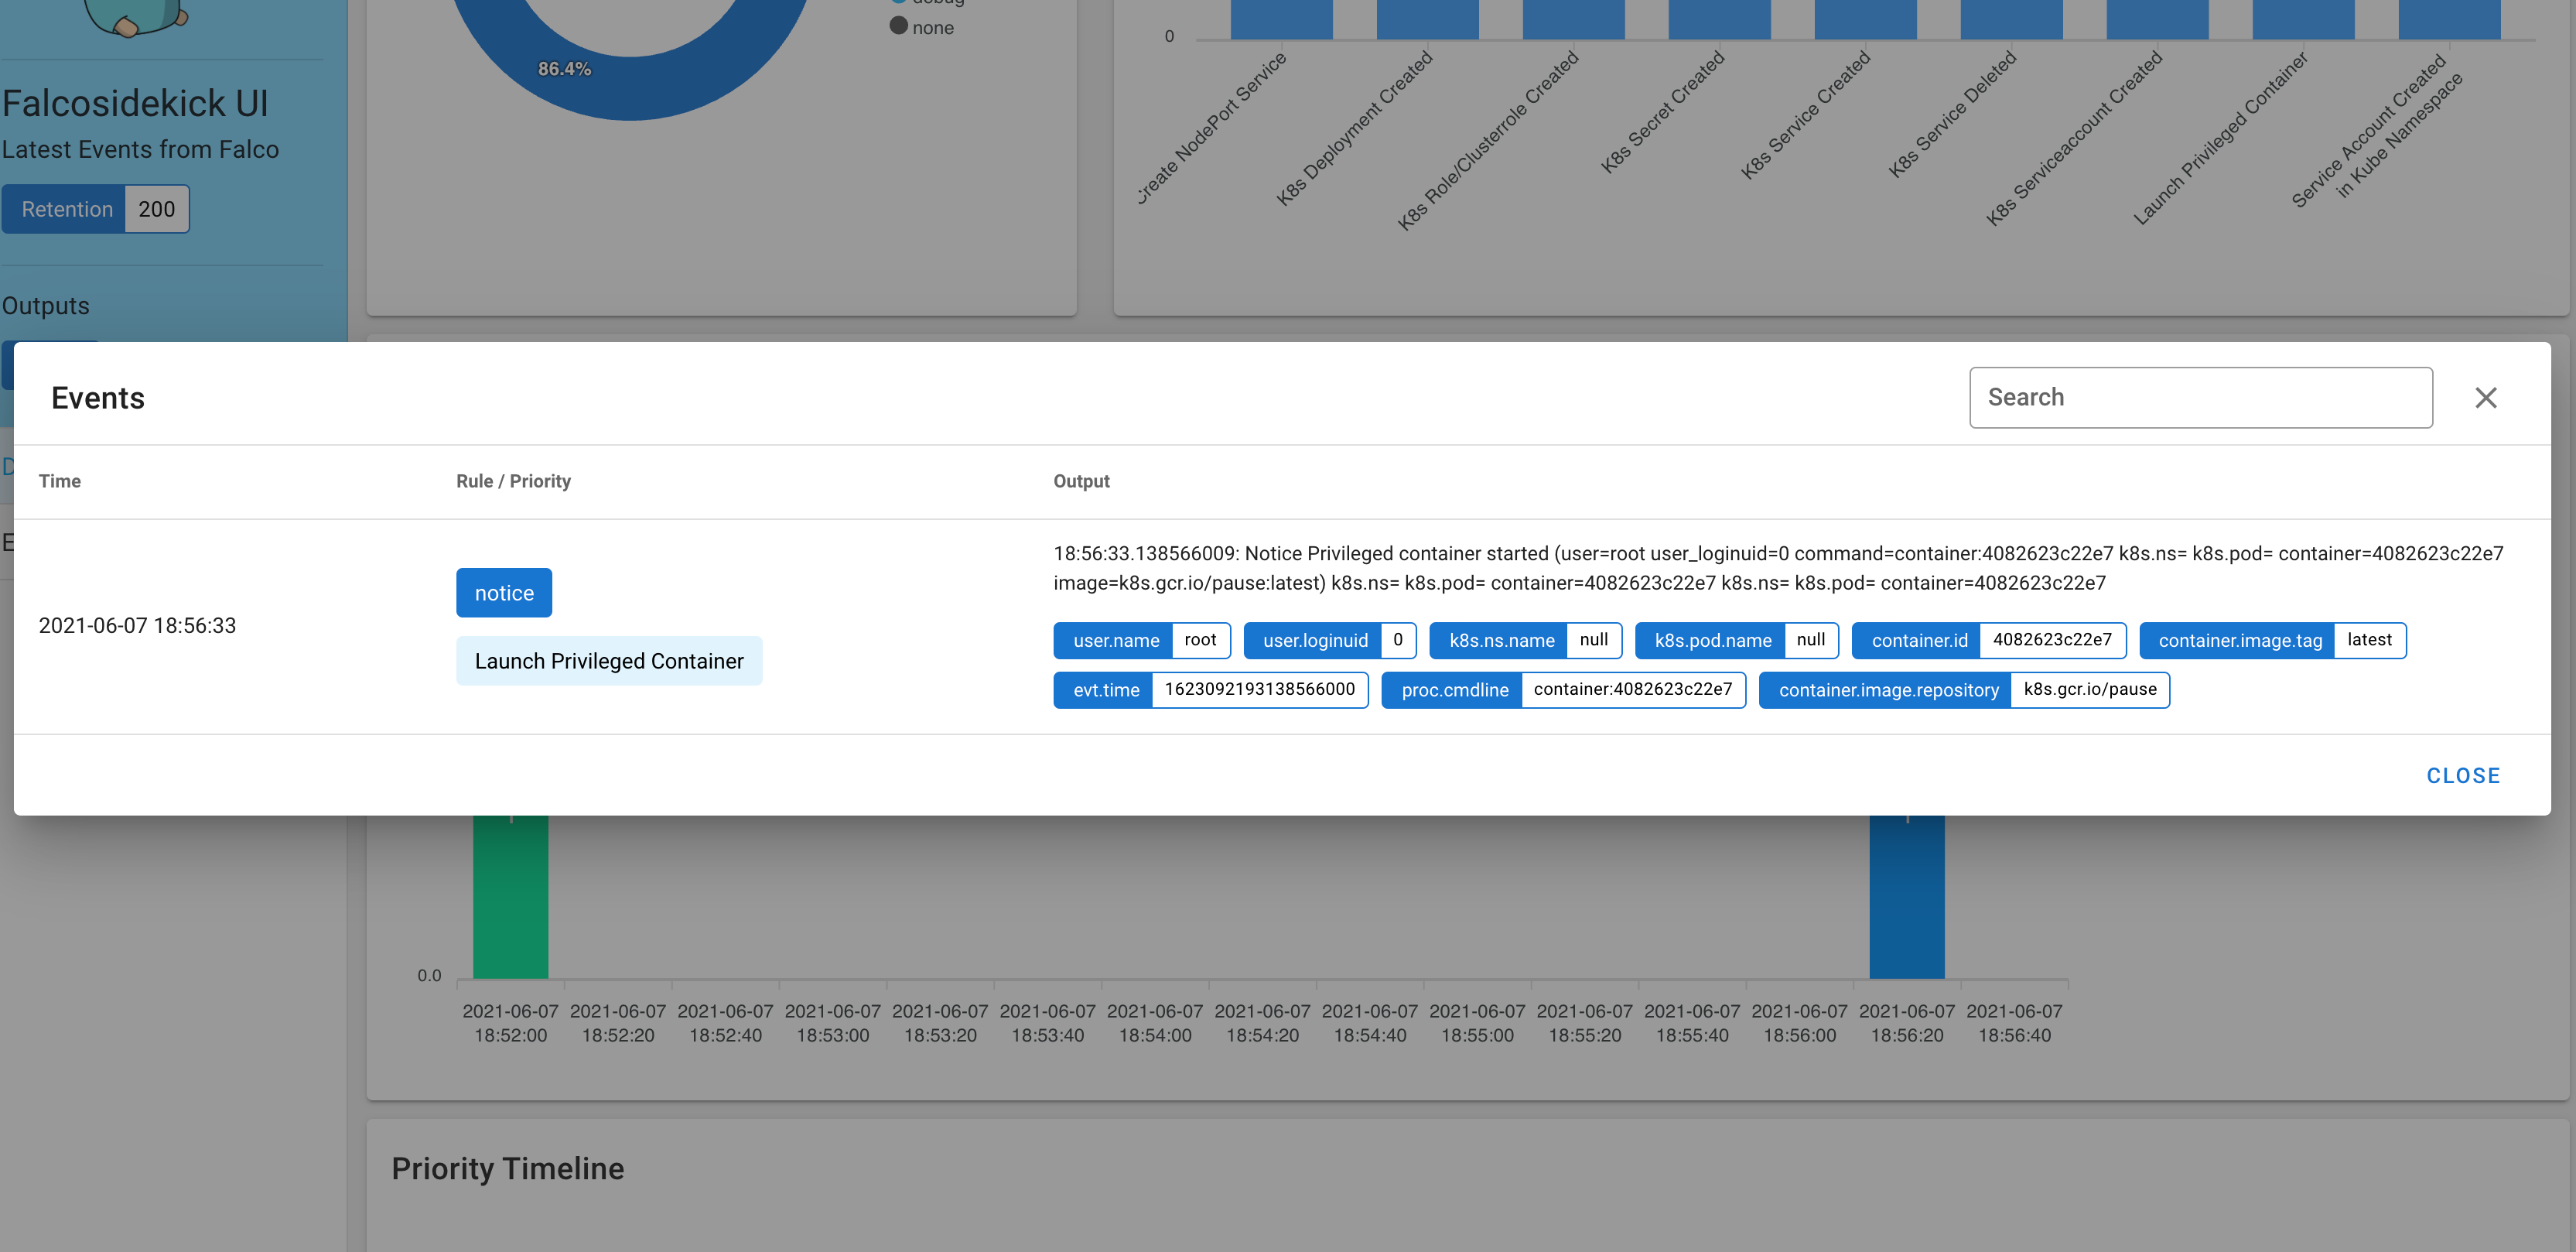 debug
none
86.4%
0
Create NodePort Service
K8s Deployment Created
K8s Role/Clusterrole Created
K8s Secret Created
K8s Service Created
K8s Service Deleted
K8s Serviceaccount Created
Launch Privileged Container
Service Account Created
in Kube Namespace
Falcosidekick UI
Latest Events from Falco
Retention 200
Outputs
Events
Search
Time Rule / Priority Output
2021-06-07 18:56:33
notice
Launch Privileged Container
18:56:33.138566009: Notice Privileged container started (user=root user_loginuid=0 command=container:4082623c22e7 k8s.ns= k8s.pod= container=4082623c22e7
image=k8s.gcr.io/pause:latest) k8s.ns= k8s.pod= container=4082623c22e7 k8s.ns= k8s.pod= container=4082623c22e7
user.name root user.loginuid 0 k8s.ns.name null k8s.pod.name null container.id 4082623c22e7 container.image.tag latest
evt.time 1623092193138566000 proc.cmdline container:4082623c22e7 container.image.repository k8s.gcr.io/pause
CLOSE
0.0
2021-06-07 2021-06-07 2021-06-07 2021-06-07 2021-06-07 2021-06-07 2021-06-07 2021-06-07 2021-06-07 2021-06-07 2021-06-07 2021-06-07 2021-06-07 2021-06-07 2021-06-07
18:52:00 18:52:20 18:52:40 18:53:00 18:53:20 18:53:40 18:54:00 18:54:20 18:54:40 18:55:00 18:55:20 18:55:40 18:56:00 18:56:20 18:56:40
Priority Timeline